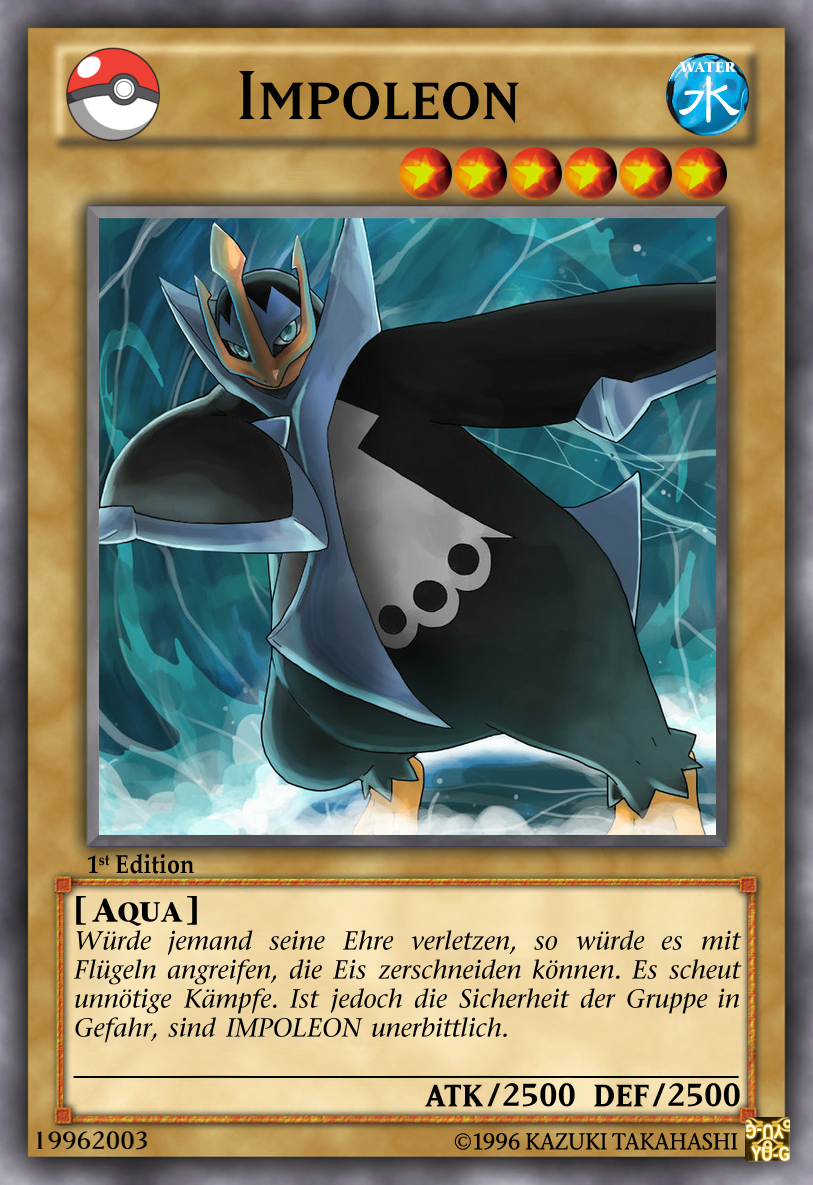 IMPOLEON
WATER
水
1st Edition
[ AQUA ]
Würde jemand seine Ehre verletzen, so würde es mit
Flügeln angreifen, die Eis zerschneiden können. Es scheut
unnötige Kämpfe. Ist jedoch die Sicherheit der Gruppe in
Gefahr, sind IMPOLEON unerbittlich.
ATK/2500 DEF/2500
19962003
©1996 KAZUKI TAKAHASHI